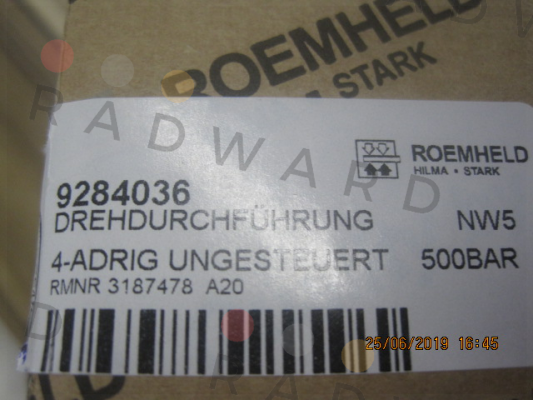 ROEMHELD
HILMA • STARK
RADWARD
ROEMHELD
HILMA • STARK
9284036
DREHDURCHFÜHRUNG NW5
4-ADRIG UNGESTEUERT 500BAR
RMNR 3187478 A20
25/06/2019 16:45